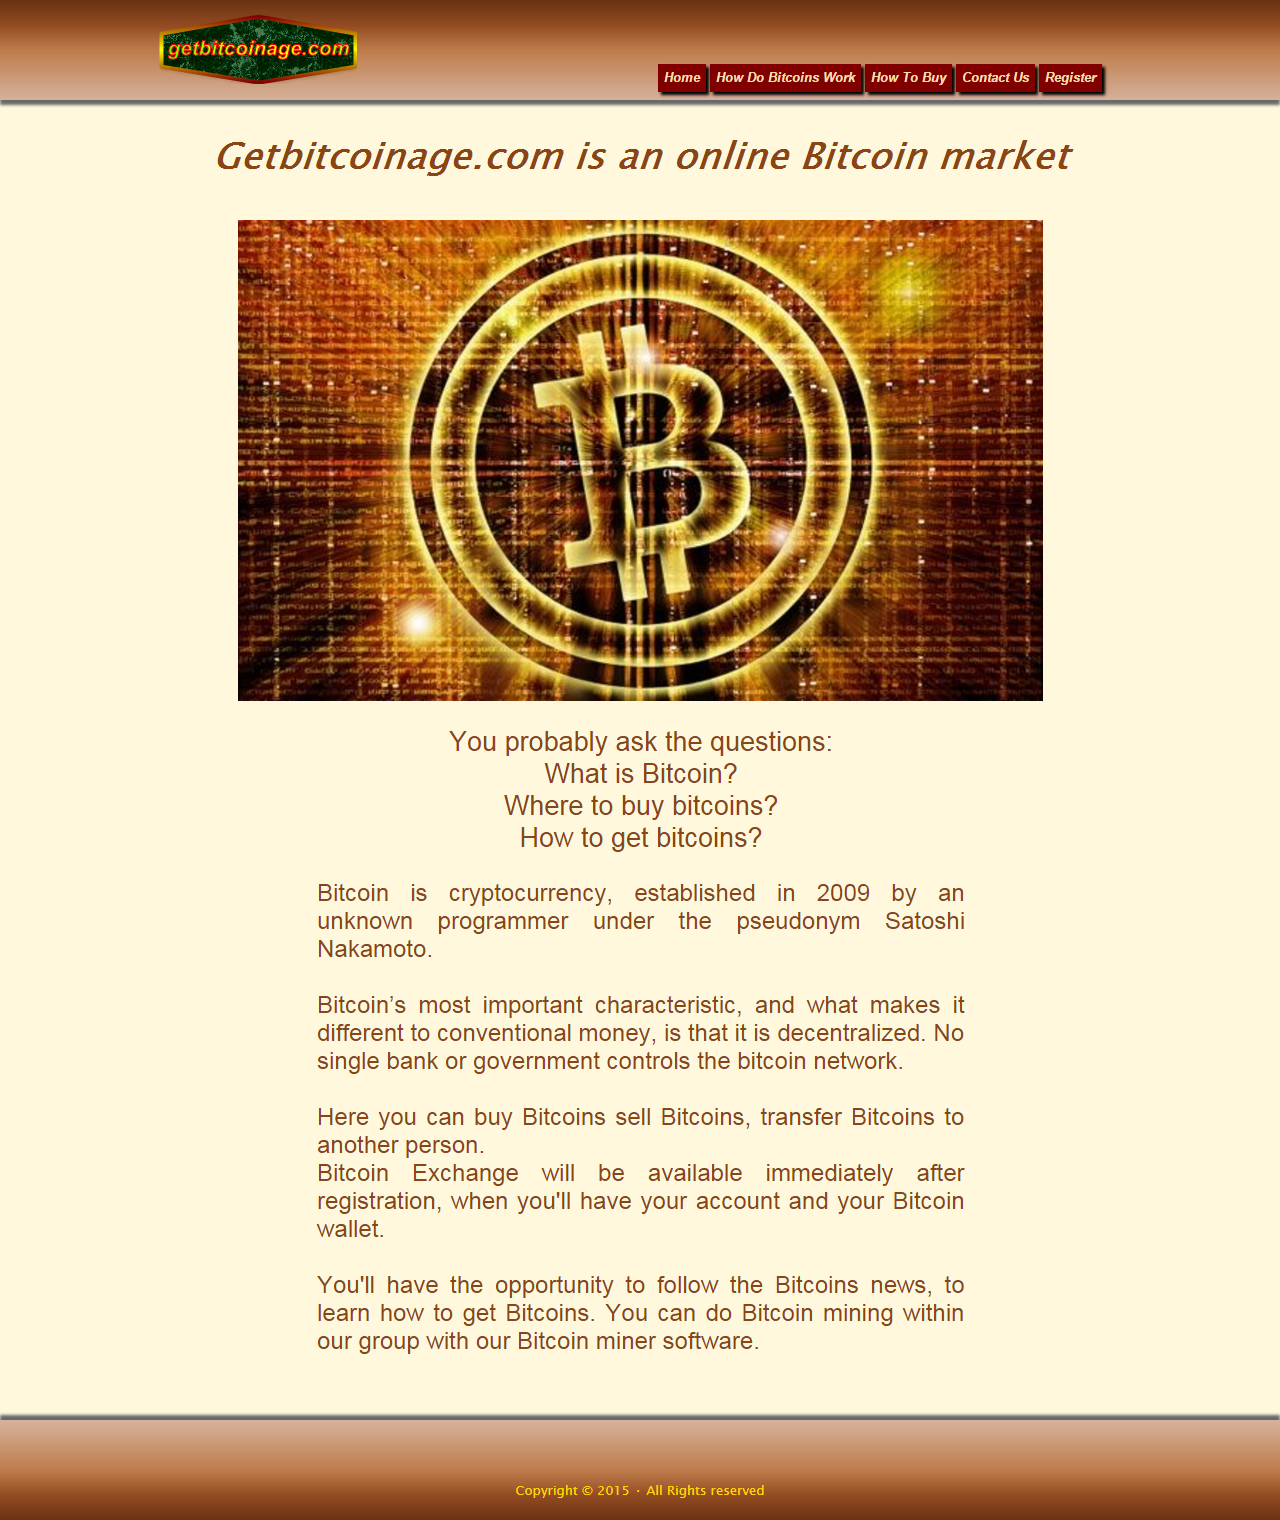 getbitcoinage.com
Home How Do Bitcoins Work How To Buy Contact Us Register
Getbitcoinage.com is an online Bitcoin market
You probably ask the questions:
What is Bitcoin?
Where to buy bitcoins?
How to get bitcoins?
Bitcoin is cryptocurrency, established in 2009 by an
unknown programmer under the pseudonym Satoshi
Nakamoto.
Bitcoin’s most important characteristic, and what makes it
different to conventional money, is that it is decentralized. No
single bank or government controls the bitcoin network.
Here you can buy Bitcoins sell Bitcoins, transfer Bitcoins to
another person.
Bitcoin Exchange will be available immediately after
registration, when you'll have your account and your Bitcoin
wallet.
You'll have the opportunity to follow the Bitcoins news, to
learn how to get Bitcoins. You can do Bitcoin mining within
our group with our Bitcoin miner software.
Copyright © 2015 · All Rights reserved